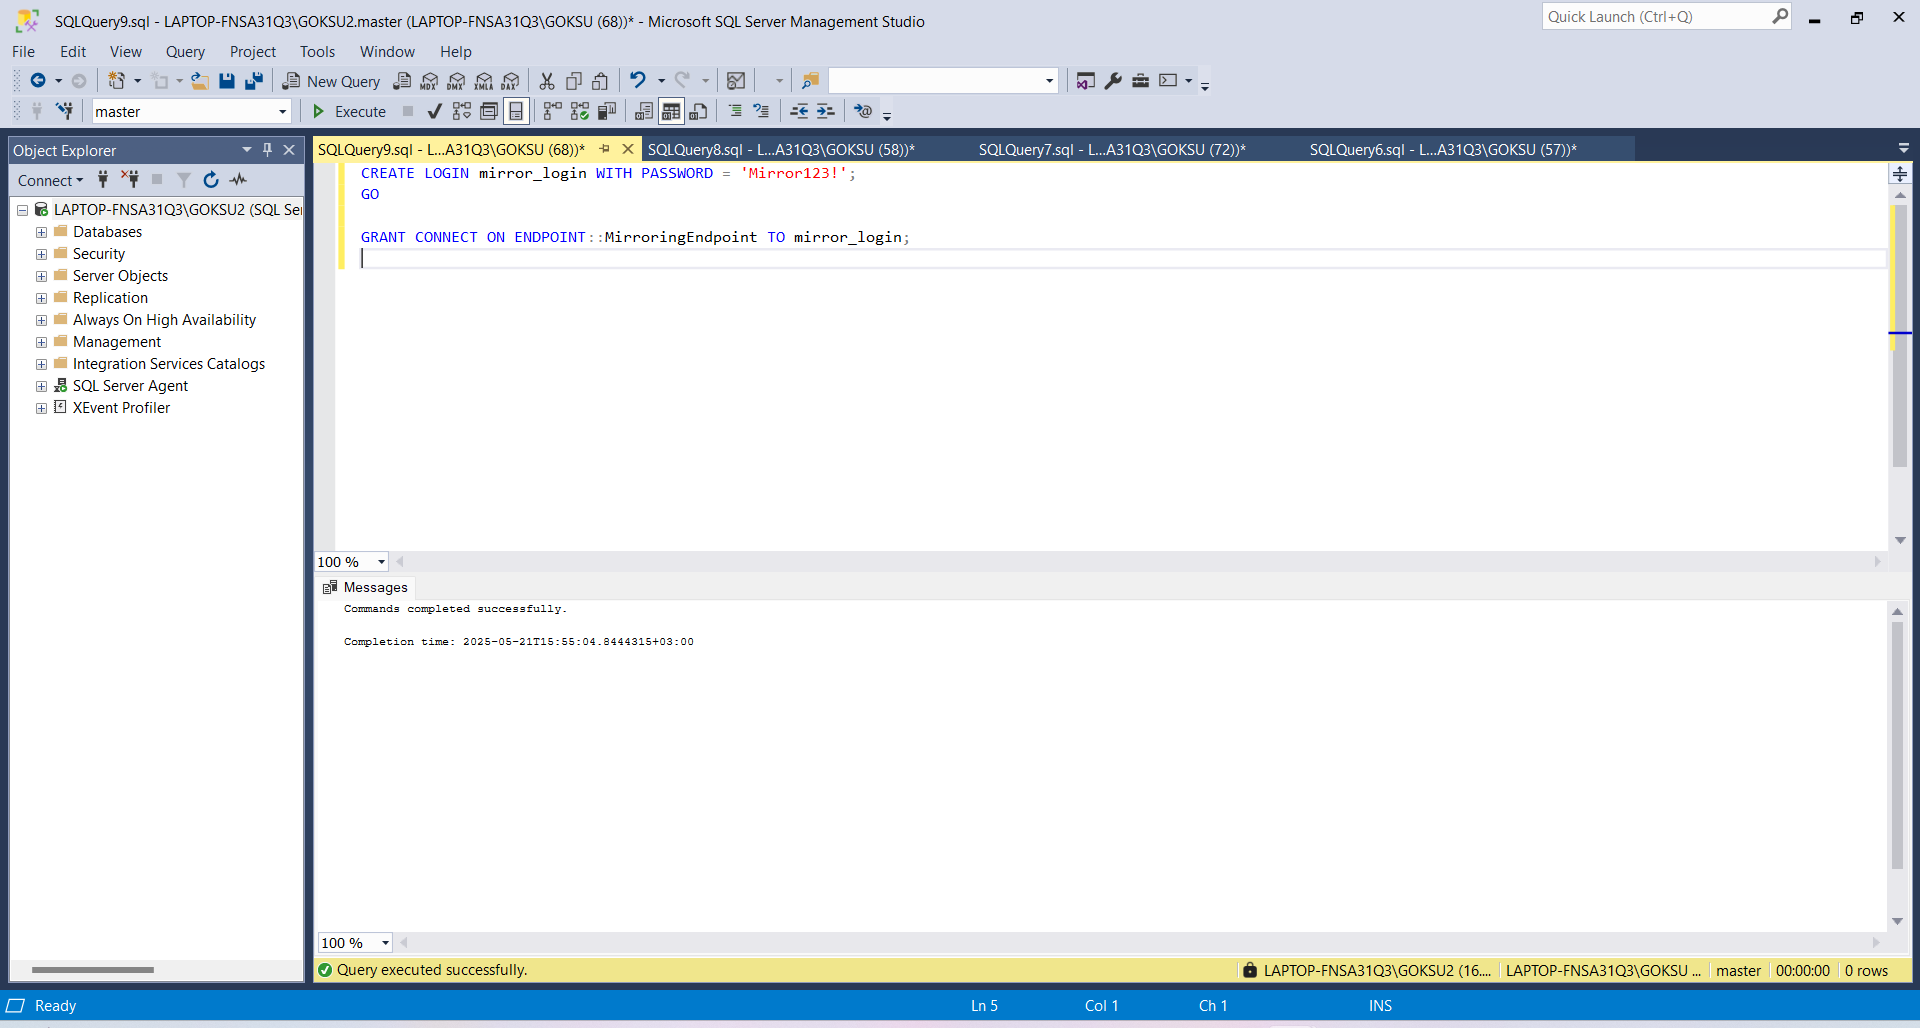 SQLQuery9.sql - LAPTOP-FNSA31Q3\GOKSU2.master (LAPTOP-FNSA31Q3\GOKSU (68))* - Microsoft SQL Server Management Studio
Quick Launch (Ctrl+Q)
File Edit View Query Project Tools Window Help
New Query MDX DMX XMLA DAX
master Execute
Object Explorer
Connect
LAPTOP-FNSA31Q3\GOKSU2 (SQL Se
Databases
Security
Server Objects
Replication
Always On High Availability
Management
Integration Services Catalogs
SQL Server Agent
XEvent Profiler
SQLQuery9.sql - L...A31Q3\GOKSU (68))* SQLQuery8.sql - L...A31Q3\GOKSU (58))* SQLQuery7.sql - L...A31Q3\GOKSU (72))* SQLQuery6.sql - L...A31Q3\GOKSU (57))*
CREATE LOGIN mirror_login WITH PASSWORD = 'Mirror123!';
GO
GRANT CONNECT ON ENDPOINT::MirroringEndpoint TO mirror_login;
100 %
Messages
Commands completed successfully.
Completion time: 2025-05-21T15:55:04.8444315+03:00
100 %
Query executed successfully. LAPTOP-FNSA31Q3\GOKSU2 (16.... LAPTOP-FNSA31Q3\GOKSU ... master 00:00:00 0 rows
Ready Ln 5 Col 1 Ch 1 INS